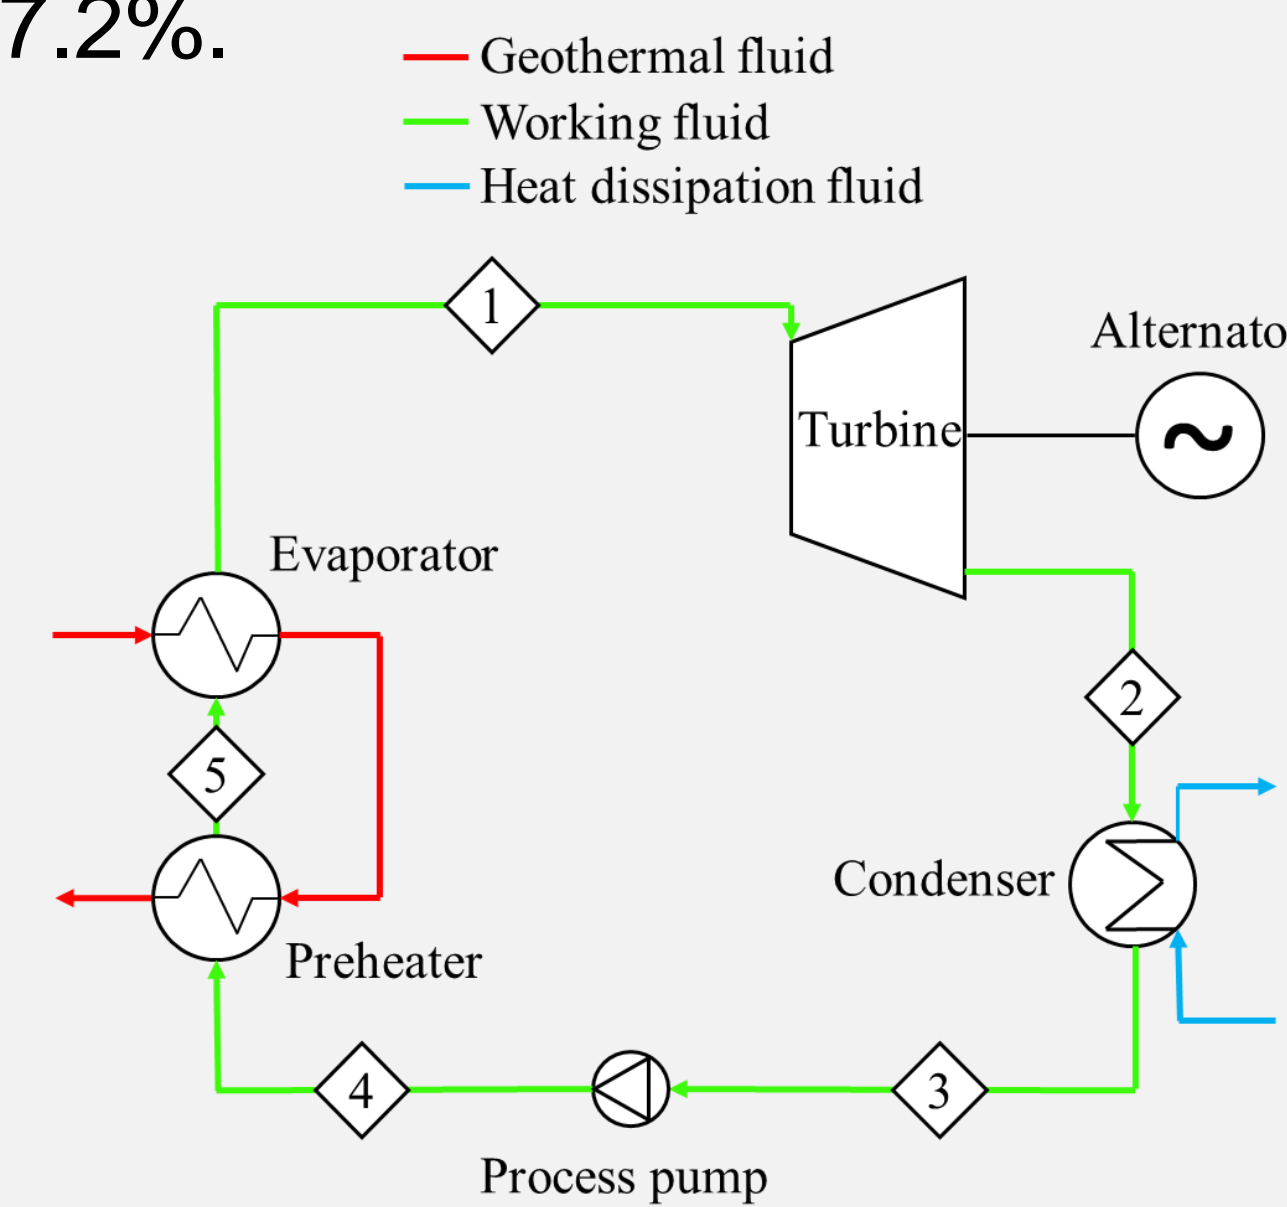 7.2%.
Geothermal fluid
Working fluid
Heat dissipation fluid
1
Alternato
Turbine
Evaporator
2
5
Condenser
Preheater
4
3
Process pump